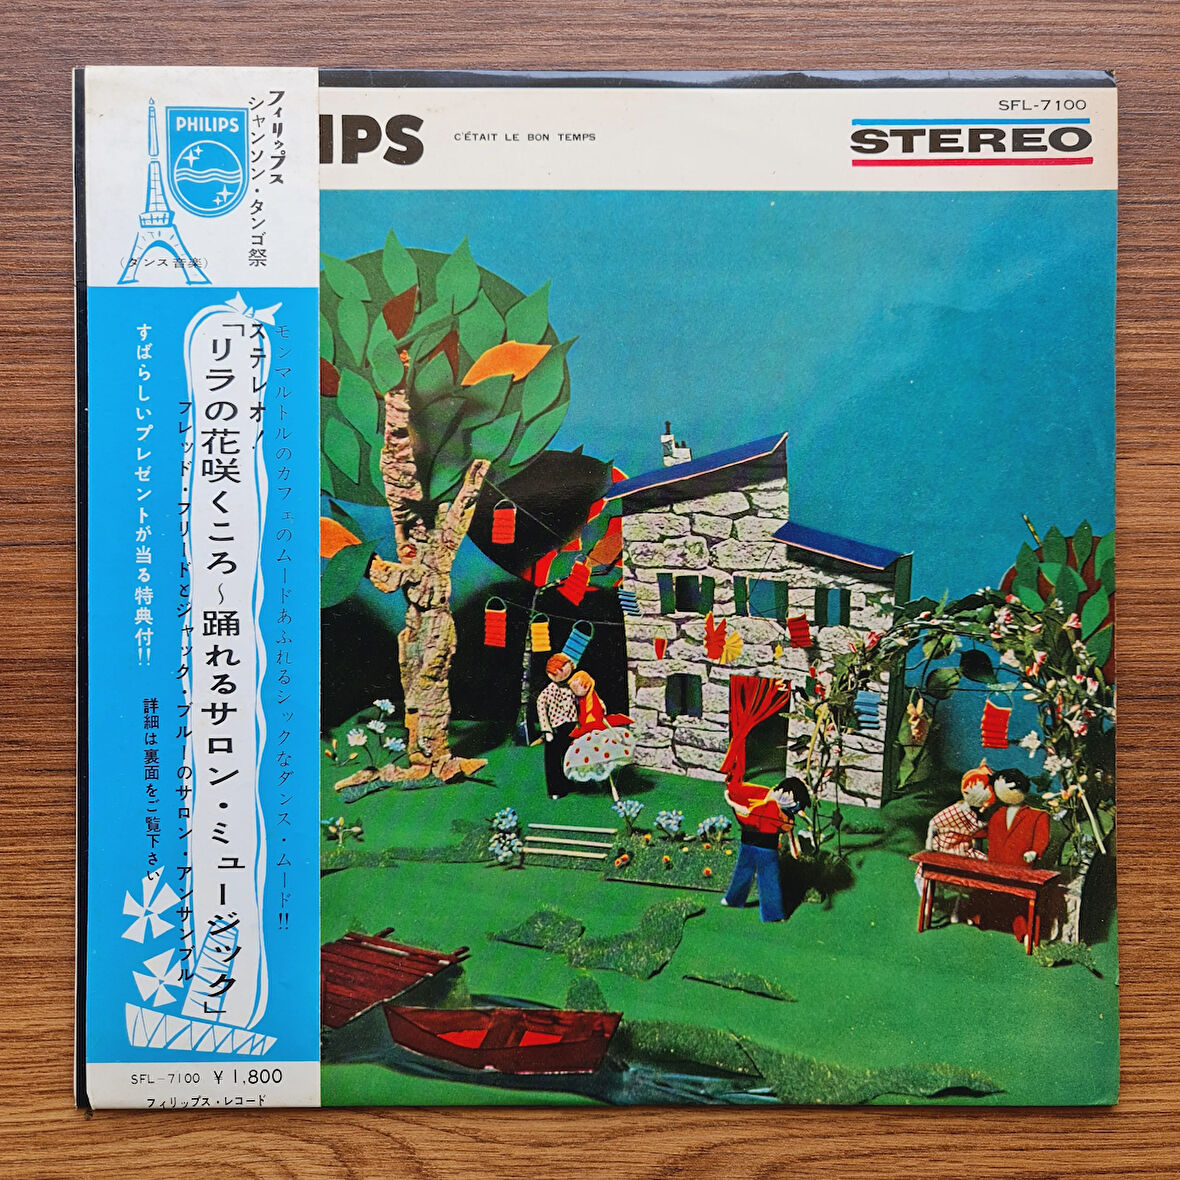 フィリップス
シャンソン・タンゴ祭
PHILIPS
(ダンス音楽)
モンマルトルのカフェのムードあふれるシックなダンス・ムード!!
ステレオ!
「リラの花咲くころ〜踊れるサロン・ミュージック」
フレッド・フリードとジャック・ブルーのサロン・アンサンブル
すばらしいプレゼントが当る特典付!!
詳細は裏面をご覧下さい
SFL-7100 ¥1,800
フィリップス・レコード
IPS
C'ÉTAIT LE BON TEMPS
SFL-7100
STEREO